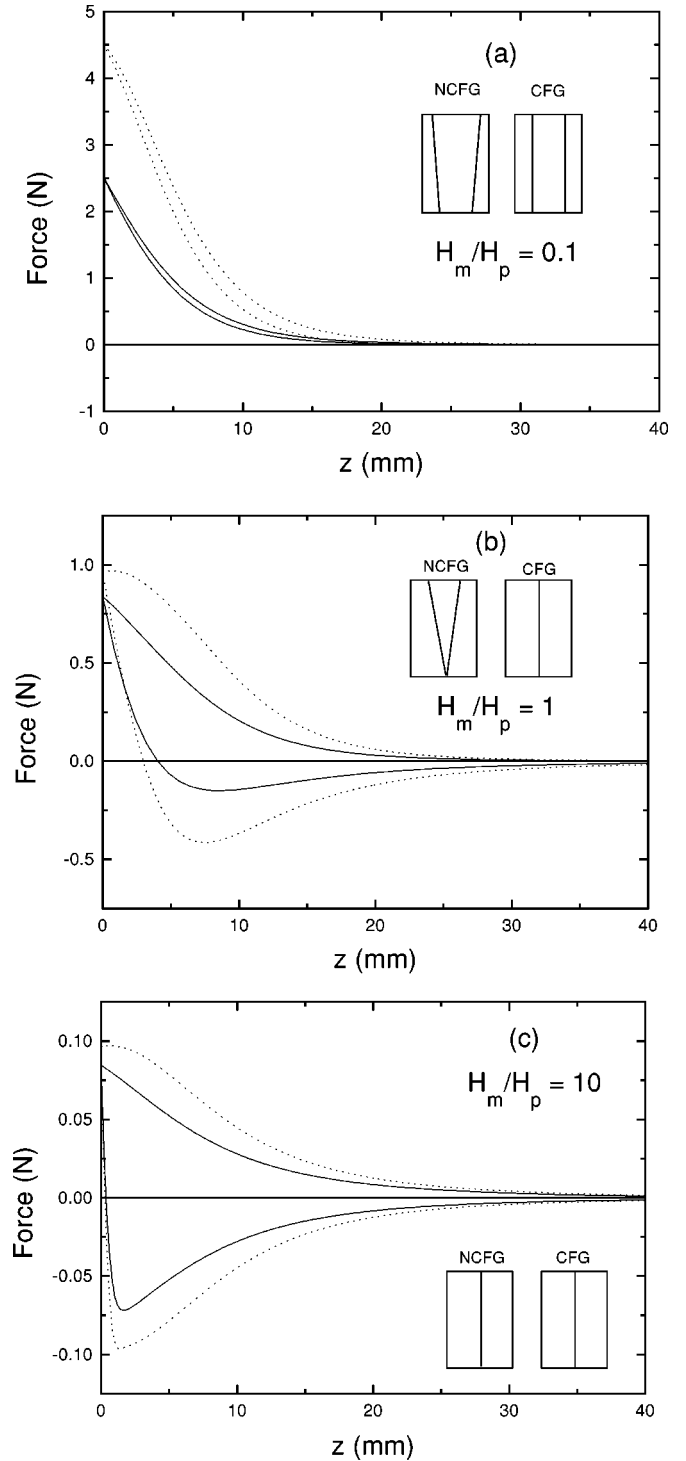 5
(a)
4
NCFG CFG
3
Force (N)
2
H_m/H_p = 0.1
1
0
-1
0 10 20 30 40
z (mm)
(b)
1.0
NCFG CFG
0.5
H_m/H_p = 1
Force (N)
0.0
-0.5
0 10 20 30 40
z (mm)
0.10
(c)
H_m/H_p = 10
0.05
Force (N)
0.00
NCFG CFG
-0.05
-0.10
0 10 20 30 40
z (mm)